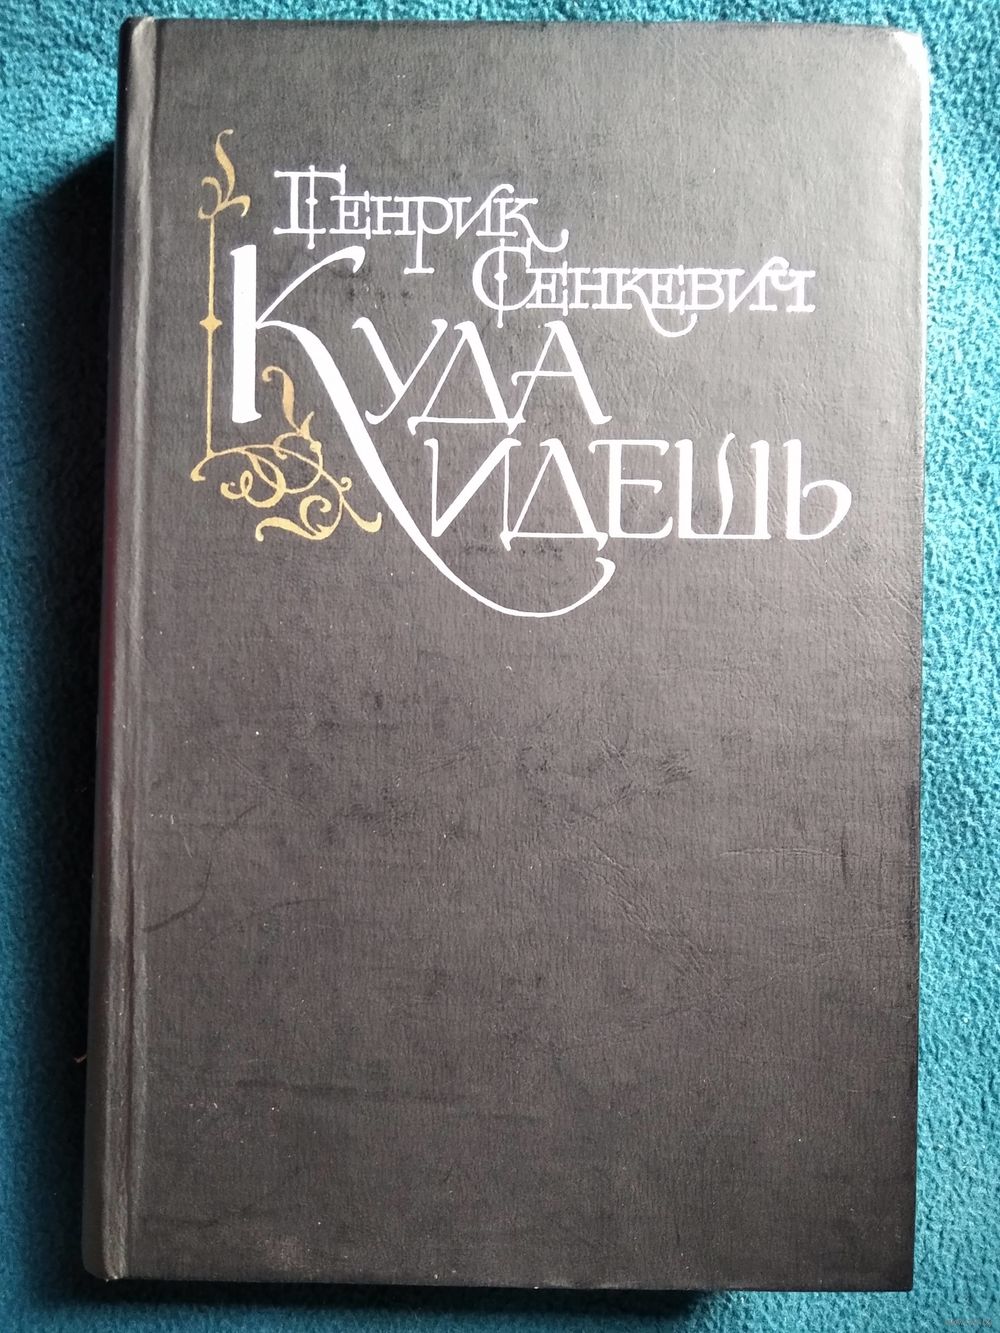 Генрик
Сенкевич
Куда
идешь